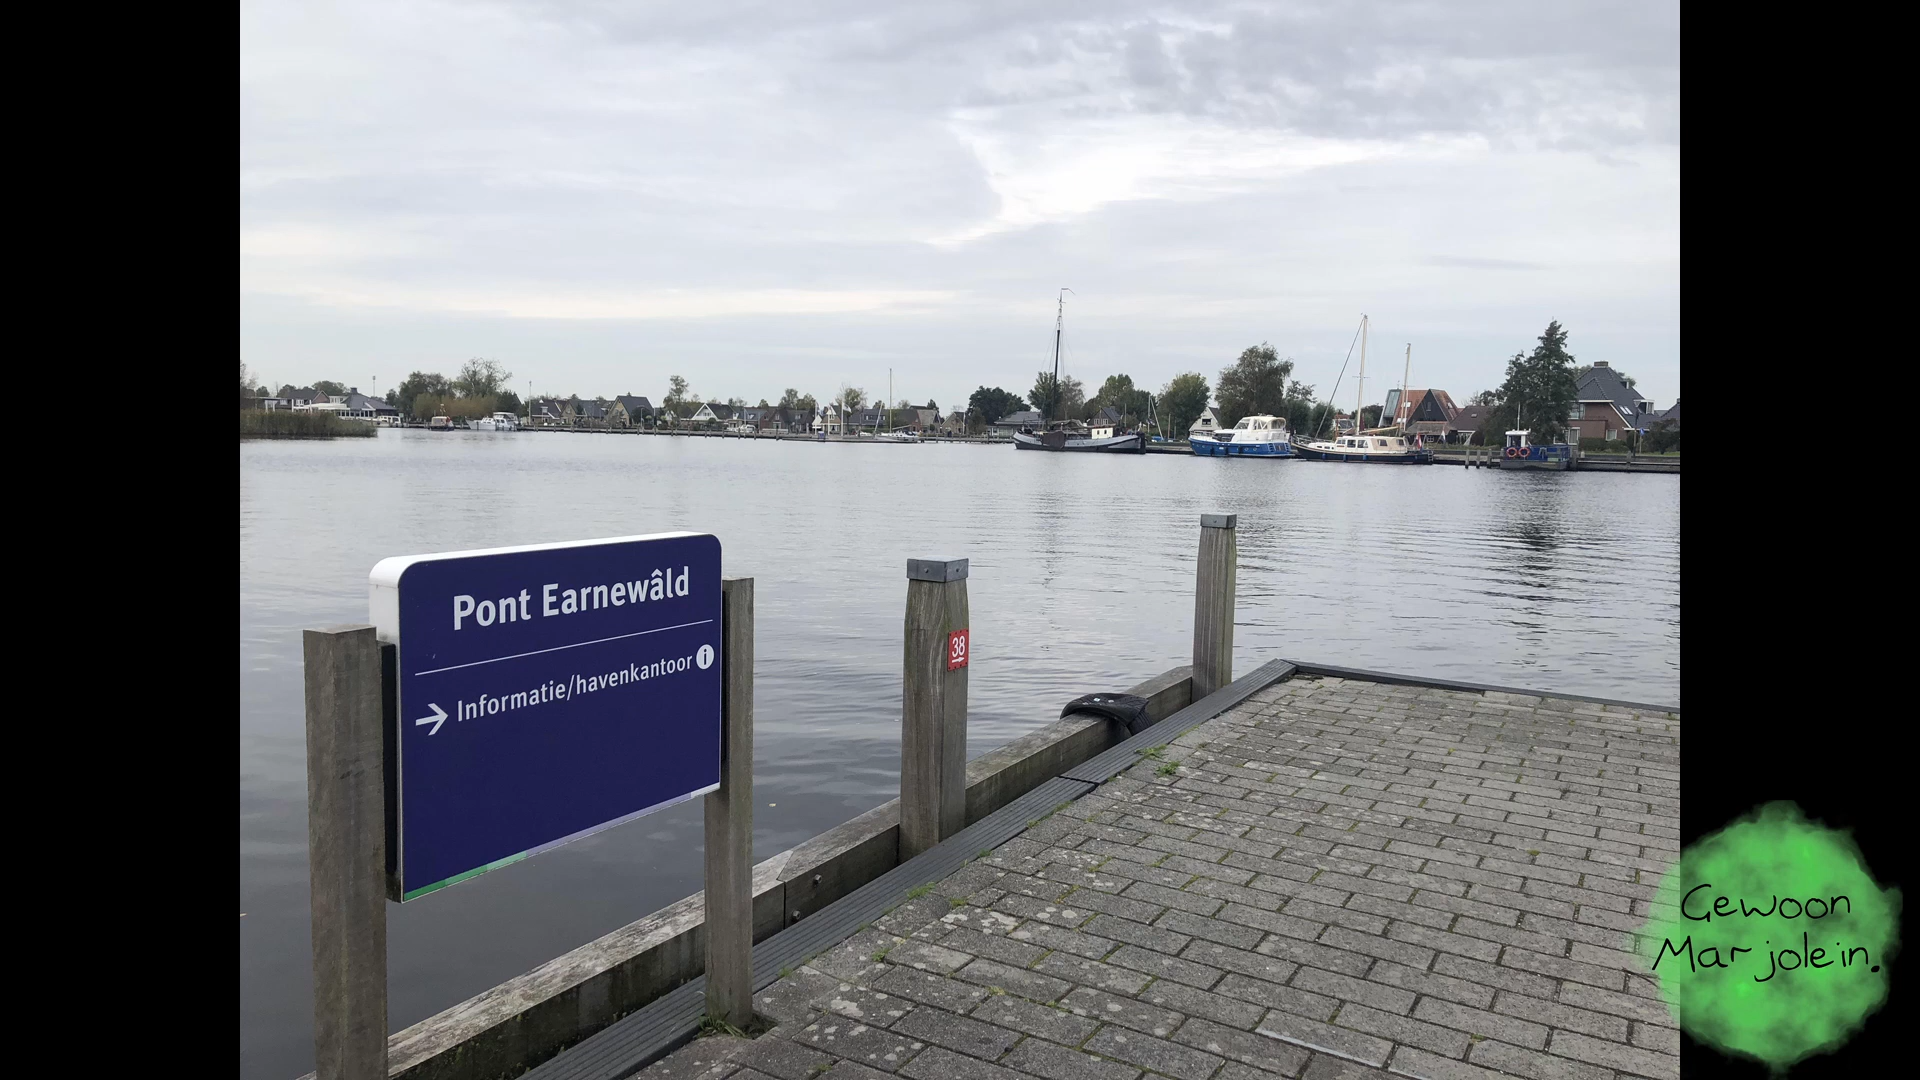 Pont Earnewâld
→ Informatie/havenkantoor i
38
Gewoon
Marjolein.